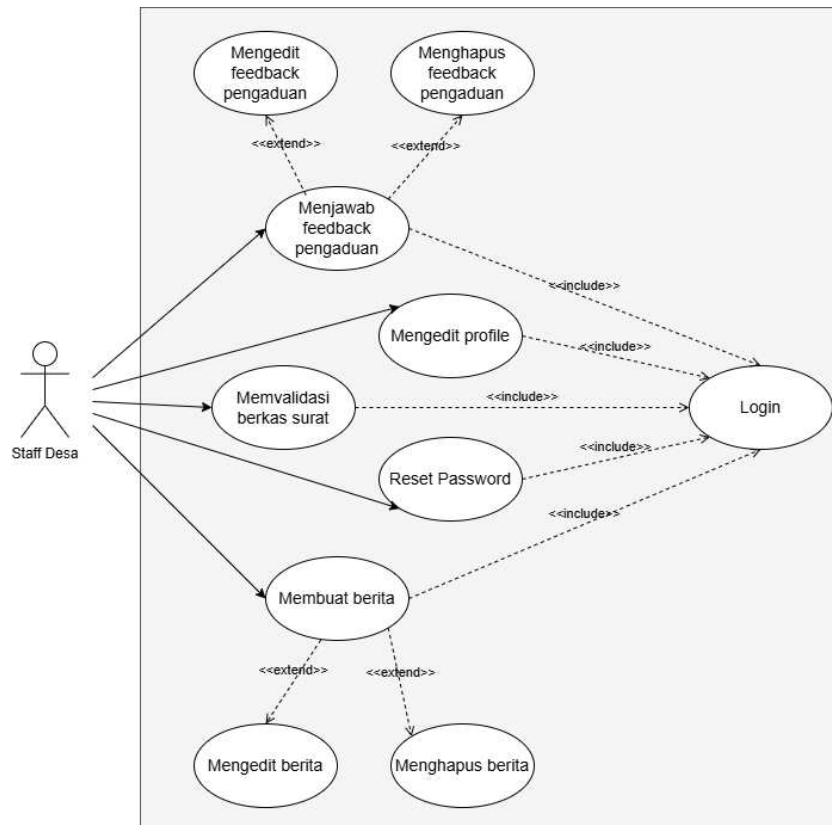 Mengedit
feedback
pengaduan
Menghapus
feedback
pengaduan
<<extend>>
<<extend>>
Menjawab
feedback
pengaduan
<<include>>
Mengedit profile
<<include>>
Staff Desa
Memvalidasi
berkas surat
<<include>>
Login
<<include>>
Reset Password
<<include>>
Membuat berita
<<extend>>
<<extend>>
Mengedit berita
Menghapus berita